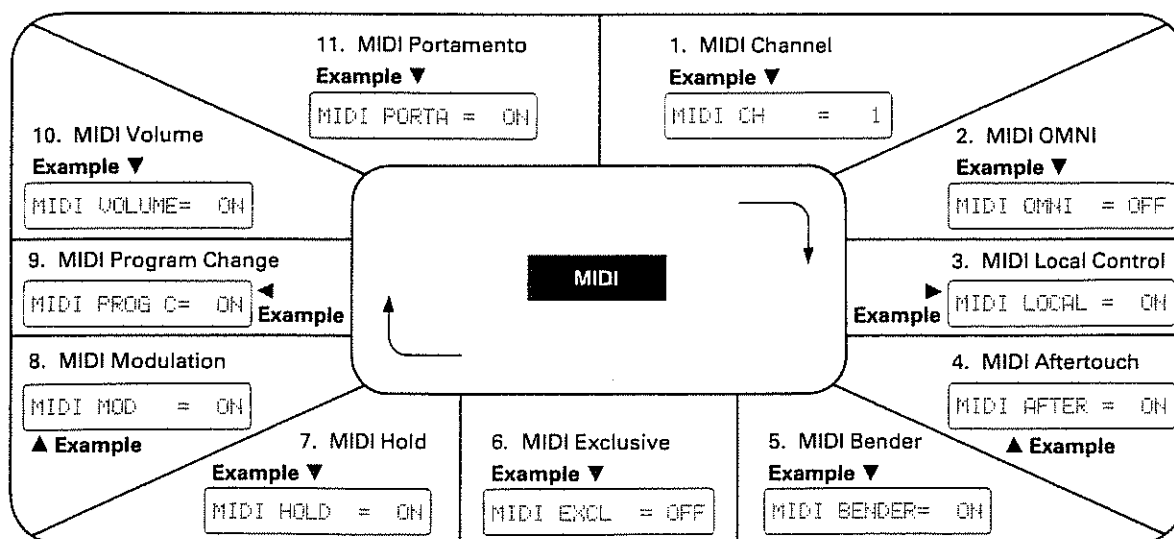 1. MIDI Channel
Example ▼
MIDI CH = 1
2. MIDI OMNI
Example ▼
MIDI OMNI = OFF
3. MIDI Local Control
► Example
MIDI LOCAL = ON
4. MIDI Aftertouch
MIDI AFTER = ON
▲ Example
5. MIDI Bender
Example ▼
MIDI BENDER= ON
6. MIDI Exclusive
Example ▼
MIDI EXCL = OFF
7. MIDI Hold
Example ▼
MIDI HOLD = ON
8. MIDI Modulation
MIDI MOD = ON
▲ Example
9. MIDI Program Change
MIDI PROG C= ON
◄ Example
10. MIDI Volume
Example ▼
MIDI VOLUME= ON
11. MIDI Portamento
Example ▼
MIDI PORTA = ON
MIDI